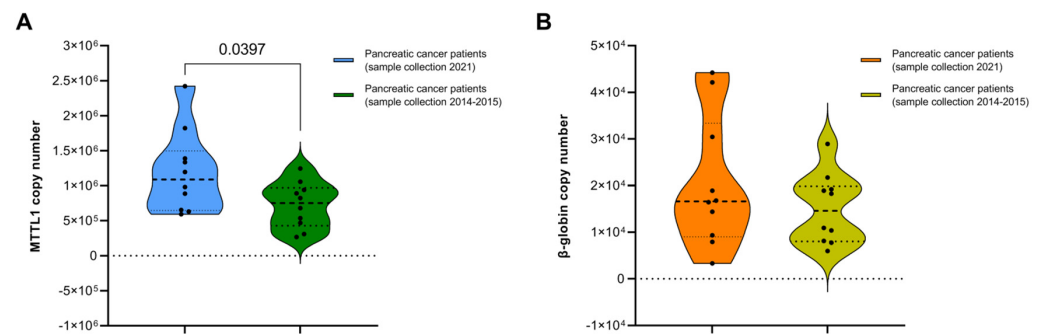 A
MTTL1 copy number
3×10⁶
2.5×10⁶
2×10⁶
1.5×10⁶
1×10⁶
5×10⁵
0
-5×10⁵
-1×10⁶
0.0397
Pancreatic cancer patients
(sample collection 2021)
Pancreatic cancer patients
(sample collection 2014-2015)
B
β-globin copy number
5×10⁴
4×10⁴
3×10⁴
2×10⁴
1×10⁴
0
-1×10⁴
Pancreatic cancer patients
(sample collection 2021)
Pancreatic cancer patients
(sample collection 2014-2015)